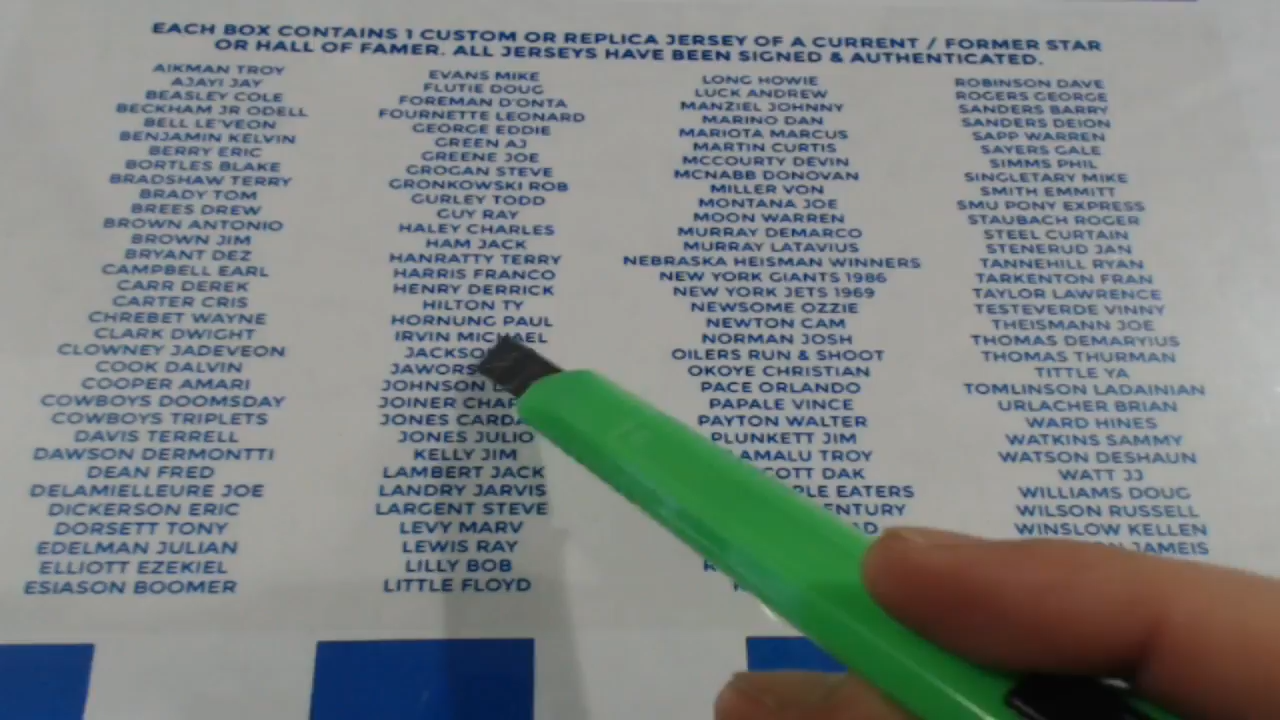 EACH BOX CONTAINS 1 CUSTOM OR REPLICA JERSEY OF A CURRENT / FORMER STAR
OR HALL OF FAMER. ALL JERSEYS HAVE BEEN SIGNED & AUTHENTICATED.
AIKMAN TROY
AJAYI JAY
BEASLEY COLE
BECKHAM JR ODELL
BELL LE'VEON
BENJAMIN KELVIN
BERRY ERIC
BORTLES BLAKE
BRADSHAW TERRY
BRADY TOM
BREES DREW
BROWN ANTONIO
BROWN JIM
BRYANT DEZ
CAMPBELL EARL
CARR DEREK
CARTER CRIS
CHREBET WAYNE
CLARK DWIGHT
CLOWNEY JADEVEON
COOK DALVIN
COOPER AMARI
COWBOYS DOOMSDAY
COWBOYS TRIPLETS
DAVIS TERRELL
DAWSON DERMONTTI
DEAN FRED
DELAMIELLEURE JOE
DICKERSON ERIC
DORSETT TONY
EDELMAN JULIAN
ELLIOTT EZEKIEL
ESIASON BOOMER
EVANS MIKE
FLUTIE DOUG
FOREMAN D'ONTA
FOURNETTE LEONARD
GEORGE EDDIE
GREEN AJ
GREENE JOE
GROGAN STEVE
GRONKOWSKI ROB
GURLEY TODD
GUY RAY
HALEY CHARLES
HAM JACK
HANRATTY TERRY
HARRIS FRANCO
HENRY DERRICK
HILTON TY
HORNUNG PAUL
IRVIN MICHAEL
JOHNSON
JOINER
JONES
JONES JULIO
KELLY JIM
LAMBERT JACK
LANDRY JARVIS
LARGENT STEVE
LEVY MARV
LEWIS RAY
LILLY BOB
LITTLE FLOYD
LONG HOWIE
LUCK ANDREW
MANZIEL JOHNNY
MARINO DAN
MARIOTA MARCUS
MARTIN CURTIS
MCCOURTY DEVIN
MCNABB DONOVAN
MILLER VON
MONTANA JOE
MOON WARREN
MURRAY DEMARCO
MURRAY LATAVIUS
NEBRASKA HEISMAN WINNERS
NEW YORK GIANTS 1986
NEW YORK JETS 1969
NEWSOME OZZIE
NEWTON CAM
NORMAN JOSH
OILERS RUN & SHOOT
OKOYE CHRISTIAN
PACE ORLANDO
PAPALE VINCE
PAYTON WALTER
PLUNKETT JIM
TROY
DAK
EATERS
ROBINSON DAVE
ROGERS GEORGE
SANDERS BARRY
SANDERS DEION
SAPP WARREN
SAYERS GALE
SIMMS PHIL
SINGLETARY MIKE
SMITH EMMITT
SMU PONY EXPRESS
STAUBACH ROGER
STEEL CURTAIN
STENERUD JAN
TANNEHILL RYAN
TARKENTON FRAN
TAYLOR LAWRENCE
TESTEVERDE VINNY
THEISMANN JOE
THOMAS DEMARYIUS
THOMAS THURMAN
TITTLE YA
TOMLINSON LADAINIAN
URLACHER BRIAN
WARD HINES
WATKINS SAMMY
WATSON DESHAUN
WATT JJ
WILLIAMS DOUG
WILSON RUSSELL
WINSLOW KELLEN
JAMEIS